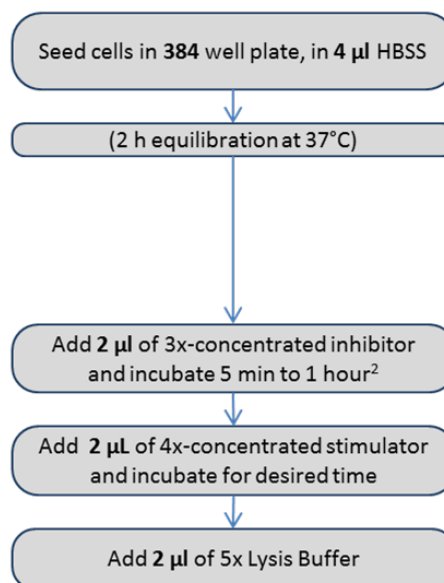 Seed cells in 384 well plate, in 4 µl HBSS
(2 h equilibration at 37°C)
Add 2 µl of 3x-concentrated inhibitor
and incubate 5 min to 1 hour²
Add 2 µL of 4x-concentrated stimulator
and incubate for desired time
Add 2 µl of 5x Lysis Buffer